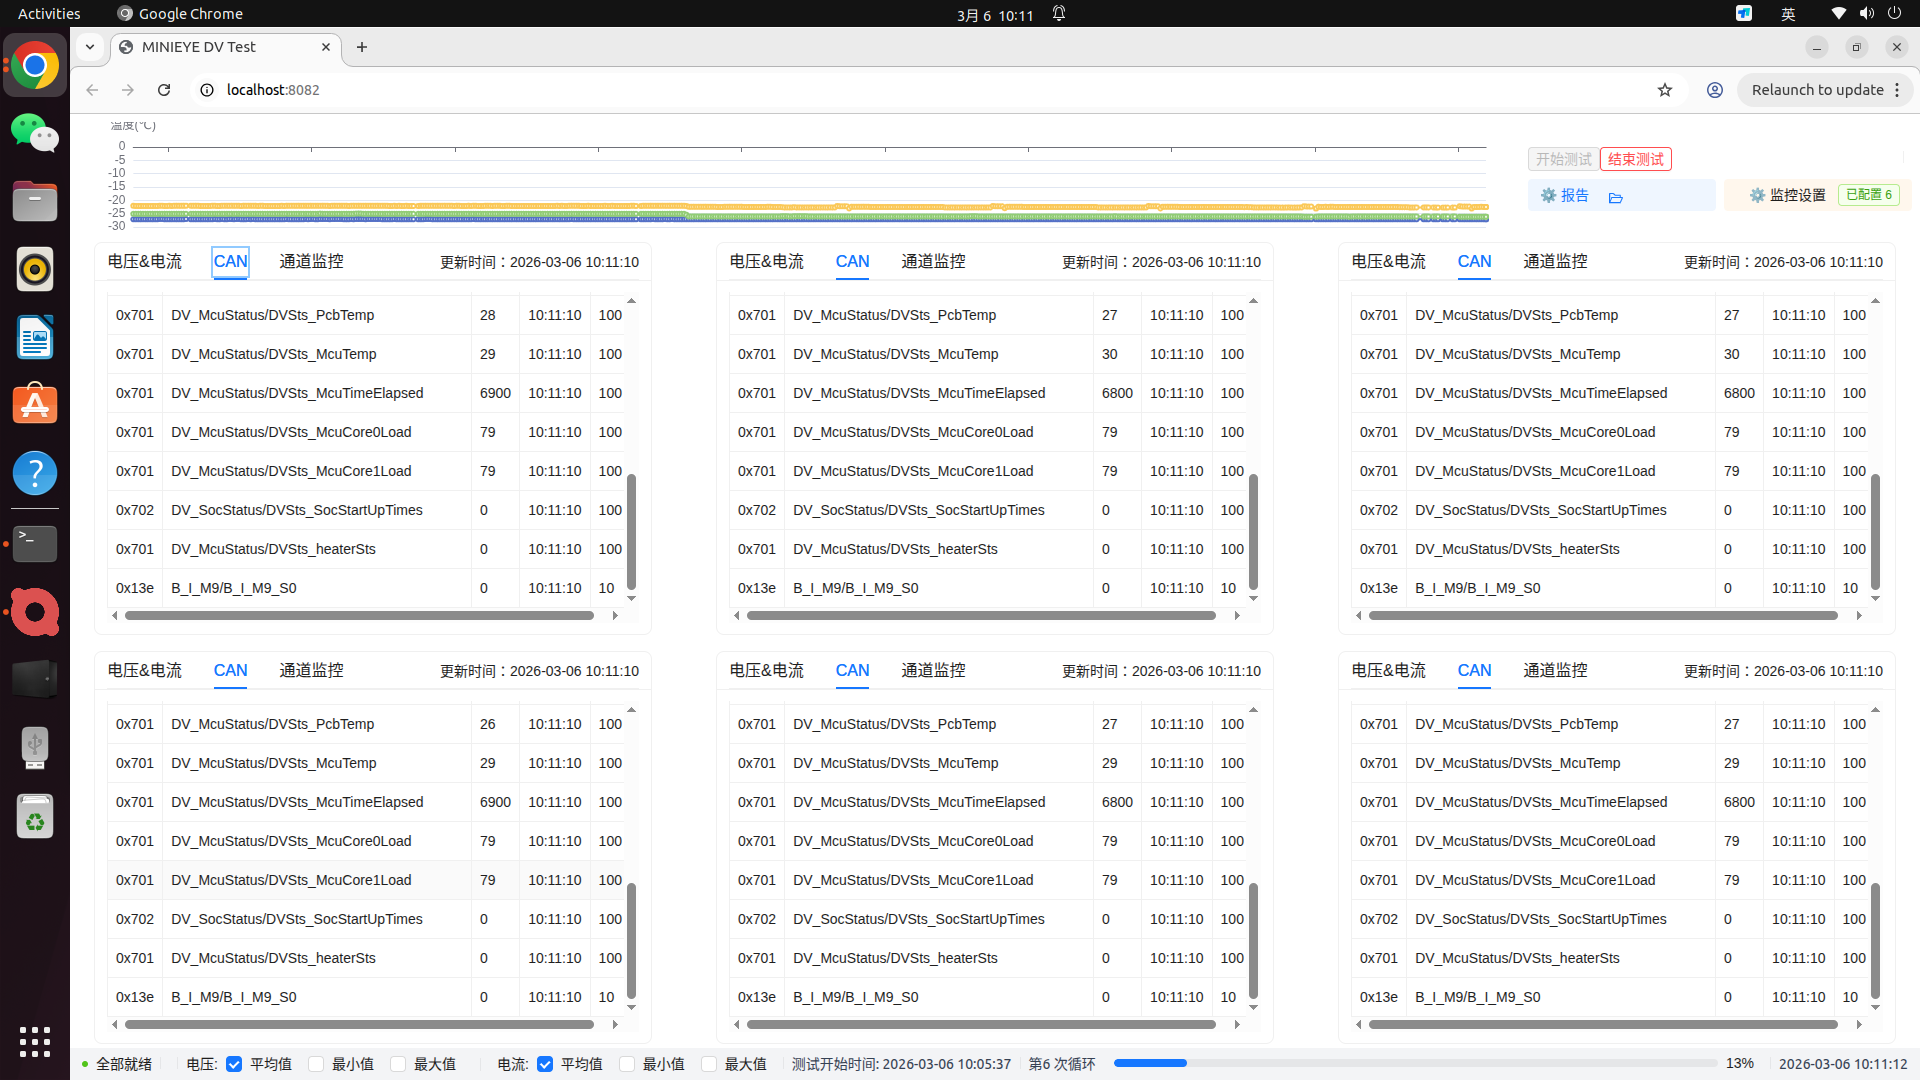 Activities
Google Chrome
3月 6 10:11
英
MINIEYE DV Test
localhost:8082
Relaunch to update
温度(℃)
0
-5
-10
-15
-20
-25
-30
开始测试 结束测试
报告
监控设置 已配置 6
电压&电流 CAN 通道监控 更新时间：2026-03-06 10:11:10
0x701 DV_McuStatus/DVSts_PcbTemp 28 10:11:10 100
0x701 DV_McuStatus/DVSts_McuTemp 29 10:11:10 100
0x701 DV_McuStatus/DVSts_McuTimeElapsed 6900 10:11:10 100
0x701 DV_McuStatus/DVSts_McuCore0Load 79 10:11:10 100
0x701 DV_McuStatus/DVSts_McuCore1Load 79 10:11:10 100
0x702 DV_SocStatus/DVSts_SocStartUpTimes 0 10:11:10 100
0x701 DV_McuStatus/DVSts_heaterSts 0 10:11:10 100
0x13e B_I_M9/B_I_M9_S0 0 10:11:10 10
电压&电流 CAN 通道监控 更新时间：2026-03-06 10:11:10
0x701 DV_McuStatus/DVSts_PcbTemp 27 10:11:10 100
0x701 DV_McuStatus/DVSts_McuTemp 30 10:11:10 100
0x701 DV_McuStatus/DVSts_McuTimeElapsed 6800 10:11:10 100
0x701 DV_McuStatus/DVSts_McuCore0Load 79 10:11:10 100
0x701 DV_McuStatus/DVSts_McuCore1Load 79 10:11:10 100
0x702 DV_SocStatus/DVSts_SocStartUpTimes 0 10:11:10 100
0x701 DV_McuStatus/DVSts_heaterSts 0 10:11:10 100
0x13e B_I_M9/B_I_M9_S0 0 10:11:10 10
电压&电流 CAN 通道监控 更新时间：2026-03-06 10:11:10
0x701 DV_McuStatus/DVSts_PcbTemp 27 10:11:10 100
0x701 DV_McuStatus/DVSts_McuTemp 30 10:11:10 100
0x701 DV_McuStatus/DVSts_McuTimeElapsed 6800 10:11:10 100
0x701 DV_McuStatus/DVSts_McuCore0Load 79 10:11:10 100
0x701 DV_McuStatus/DVSts_McuCore1Load 79 10:11:10 100
0x702 DV_SocStatus/DVSts_SocStartUpTimes 0 10:11:10 100
0x701 DV_McuStatus/DVSts_heaterSts 0 10:11:10 100
0x13e B_I_M9/B_I_M9_S0 0 10:11:10 10
电压&电流 CAN 通道监控 更新时间：2026-03-06 10:11:10
0x701 DV_McuStatus/DVSts_PcbTemp 26 10:11:10 100
0x701 DV_McuStatus/DVSts_McuTemp 29 10:11:10 100
0x701 DV_McuStatus/DVSts_McuTimeElapsed 6900 10:11:10 100
0x701 DV_McuStatus/DVSts_McuCore0Load 79 10:11:10 100
0x701 DV_McuStatus/DVSts_McuCore1Load 79 10:11:10 100
0x702 DV_SocStatus/DVSts_SocStartUpTimes 0 10:11:10 100
0x701 DV_McuStatus/DVSts_heaterSts 0 10:11:10 100
0x13e B_I_M9/B_I_M9_S0 0 10:11:10 10
电压&电流 CAN 通道监控 更新时间：2026-03-06 10:11:10
0x701 DV_McuStatus/DVSts_PcbTemp 27 10:11:10 100
0x701 DV_McuStatus/DVSts_McuTemp 29 10:11:10 100
0x701 DV_McuStatus/DVSts_McuTimeElapsed 6800 10:11:10 100
0x701 DV_McuStatus/DVSts_McuCore0Load 79 10:11:10 100
0x701 DV_McuStatus/DVSts_McuCore1Load 79 10:11:10 100
0x702 DV_SocStatus/DVSts_SocStartUpTimes 0 10:11:10 100
0x701 DV_McuStatus/DVSts_heaterSts 0 10:11:10 100
0x13e B_I_M9/B_I_M9_S0 0 10:11:10 10
电压&电流 CAN 通道监控 更新时间：2026-03-06 10:11:10
0x701 DV_McuStatus/DVSts_PcbTemp 27 10:11:10 100
0x701 DV_McuStatus/DVSts_McuTemp 29 10:11:10 100
0x701 DV_McuStatus/DVSts_McuTimeElapsed 6800 10:11:10 100
0x701 DV_McuStatus/DVSts_McuCore0Load 79 10:11:10 100
0x701 DV_McuStatus/DVSts_McuCore1Load 79 10:11:10 100
0x702 DV_SocStatus/DVSts_SocStartUpTimes 0 10:11:10 100
0x701 DV_McuStatus/DVSts_heaterSts 0 10:11:10 100
0x13e B_I_M9/B_I_M9_S0 0 10:11:10 10
全部就绪 电压: 平均值 最小值 最大值 电流: 平均值 最小值 最大值 测试开始时间: 2026-03-06 10:05:37 第6 次循环 13% 2026-03-06 10:11:12